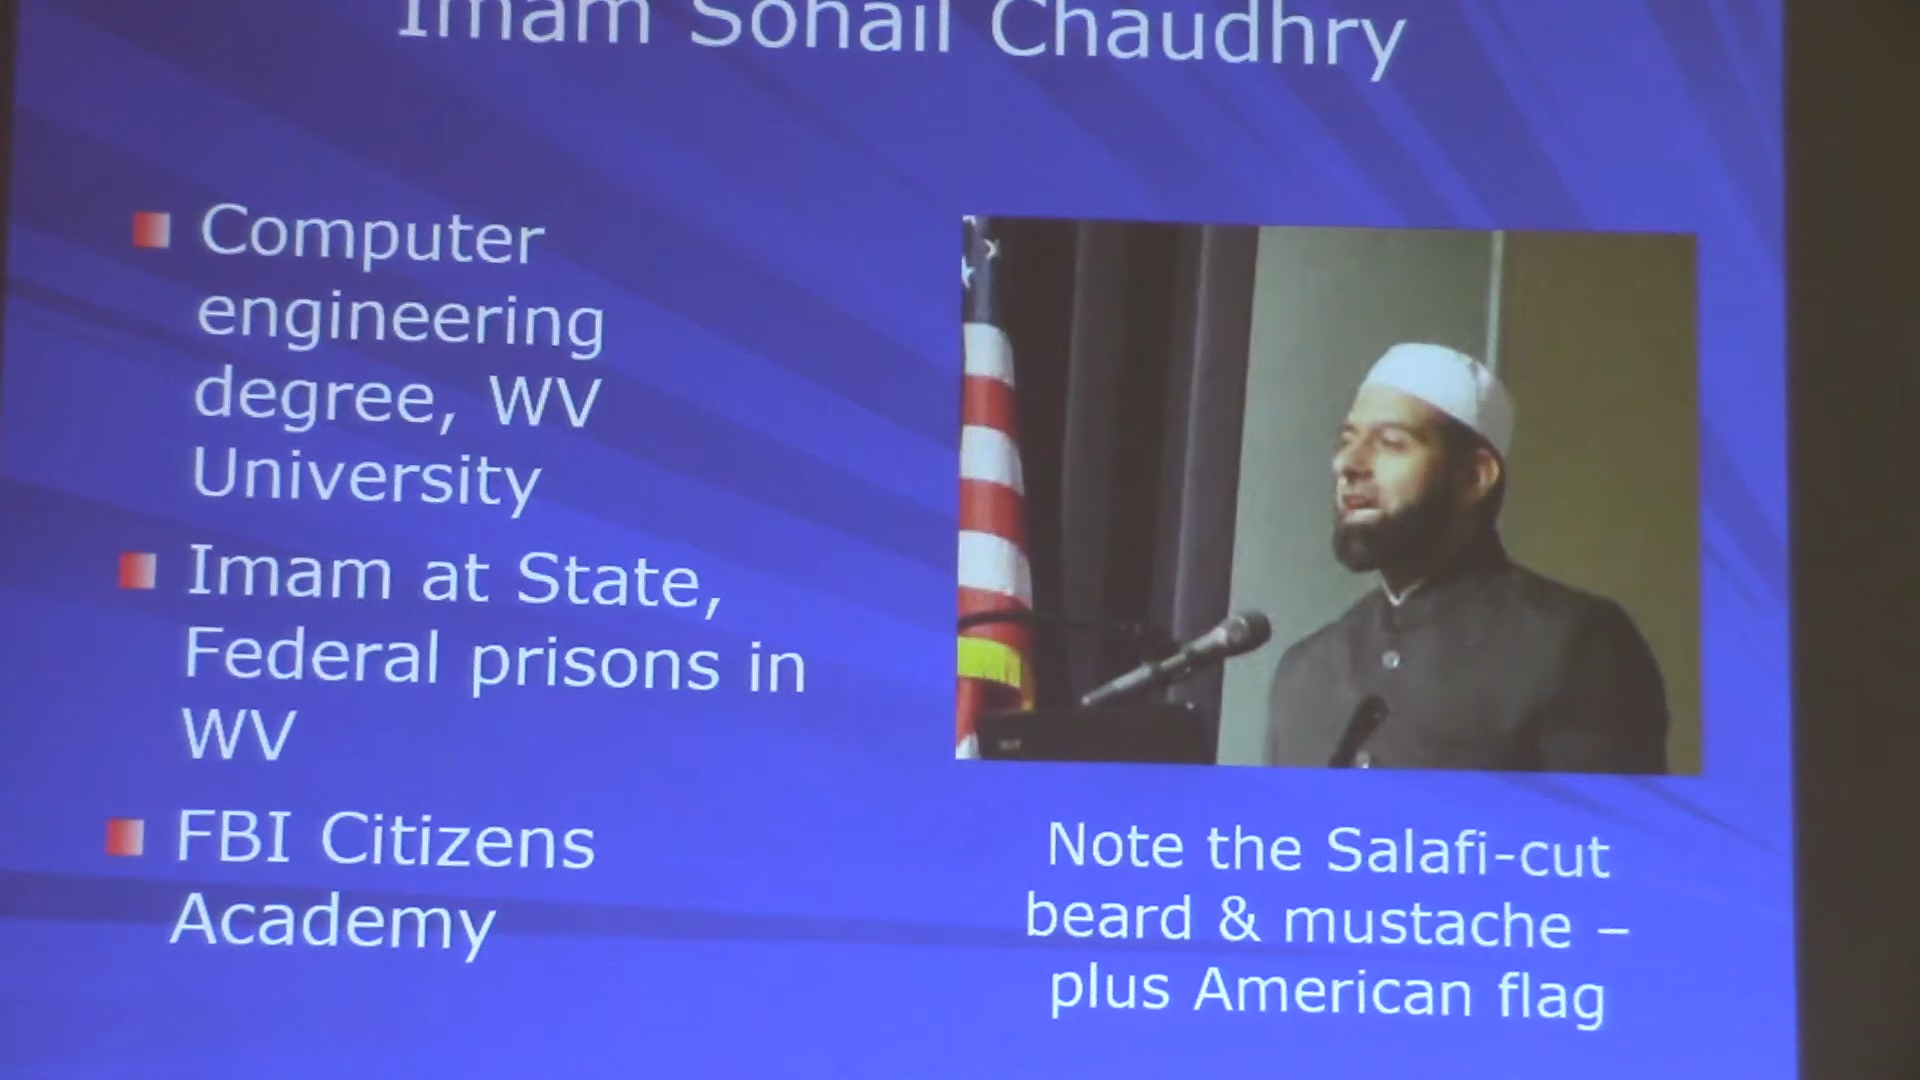 Imam Sohail Chaudhry
Computer
engineering
degree, WV
University
Imam at State,
Federal prisons in
WV
FBI Citizens
Academy
Note the Salafi-cut
beard & mustache –
plus American flag